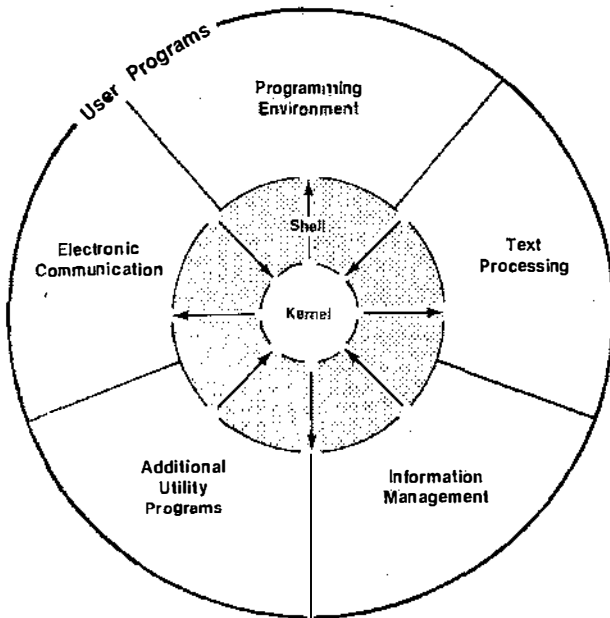 User Programs
Programming
Environment
Shell
Electronic
Communication
Text
Processing
Kernel
Additional
Utility
Programs
Information
Management